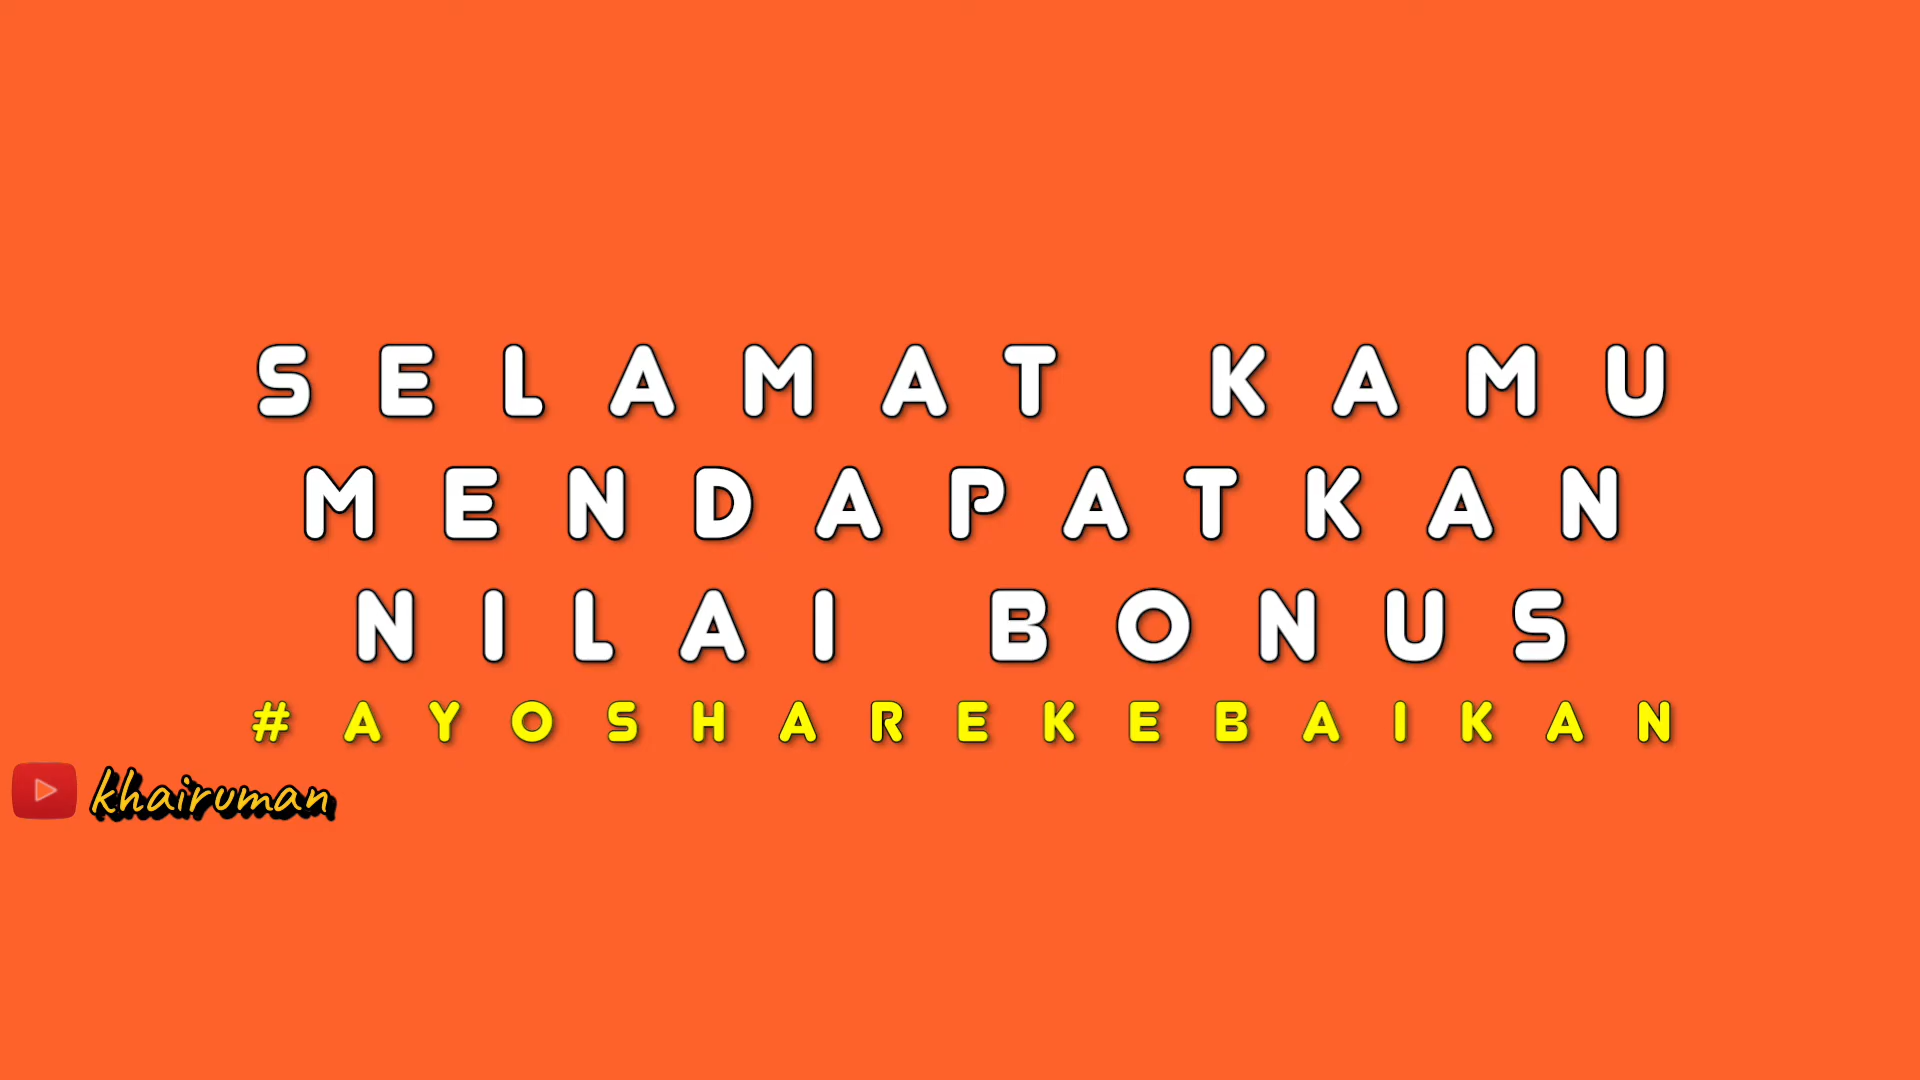 SELAMAT KAMU
MENDAPATKAN
NILAI BONUS
#AYOSHAREKEBAIKAN
khairuman